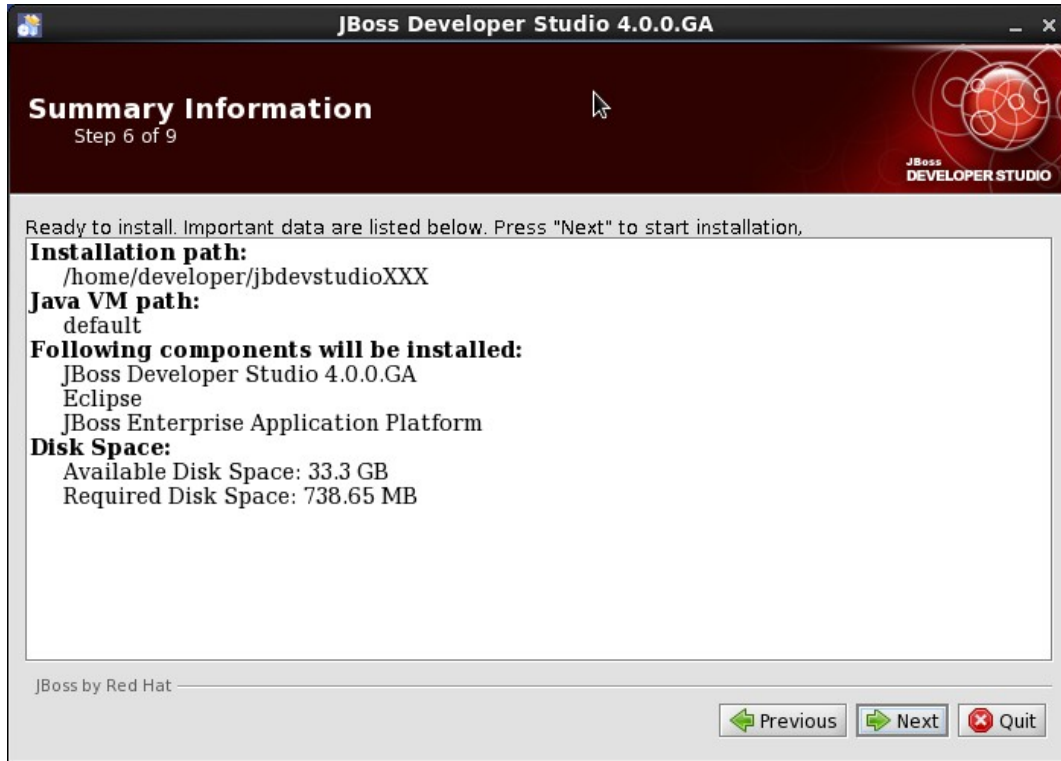 JBoss Developer Studio 4.0.0.GA
Summary Information
Step 6 of 9
JBoss
DEVELOPER STUDIO
Ready to install. Important data are listed below. Press "Next" to start installation,
Installation path:
/home/developer/jbdevstudioXXX
Java VM path:
default
Following components will be installed:
JBoss Developer Studio 4.0.0.GA
Eclipse
JBoss Enterprise Application Platform
Disk Space:
Available Disk Space: 33.3 GB
Required Disk Space: 738.65 MB
JBoss by Red Hat
Previous Next Quit